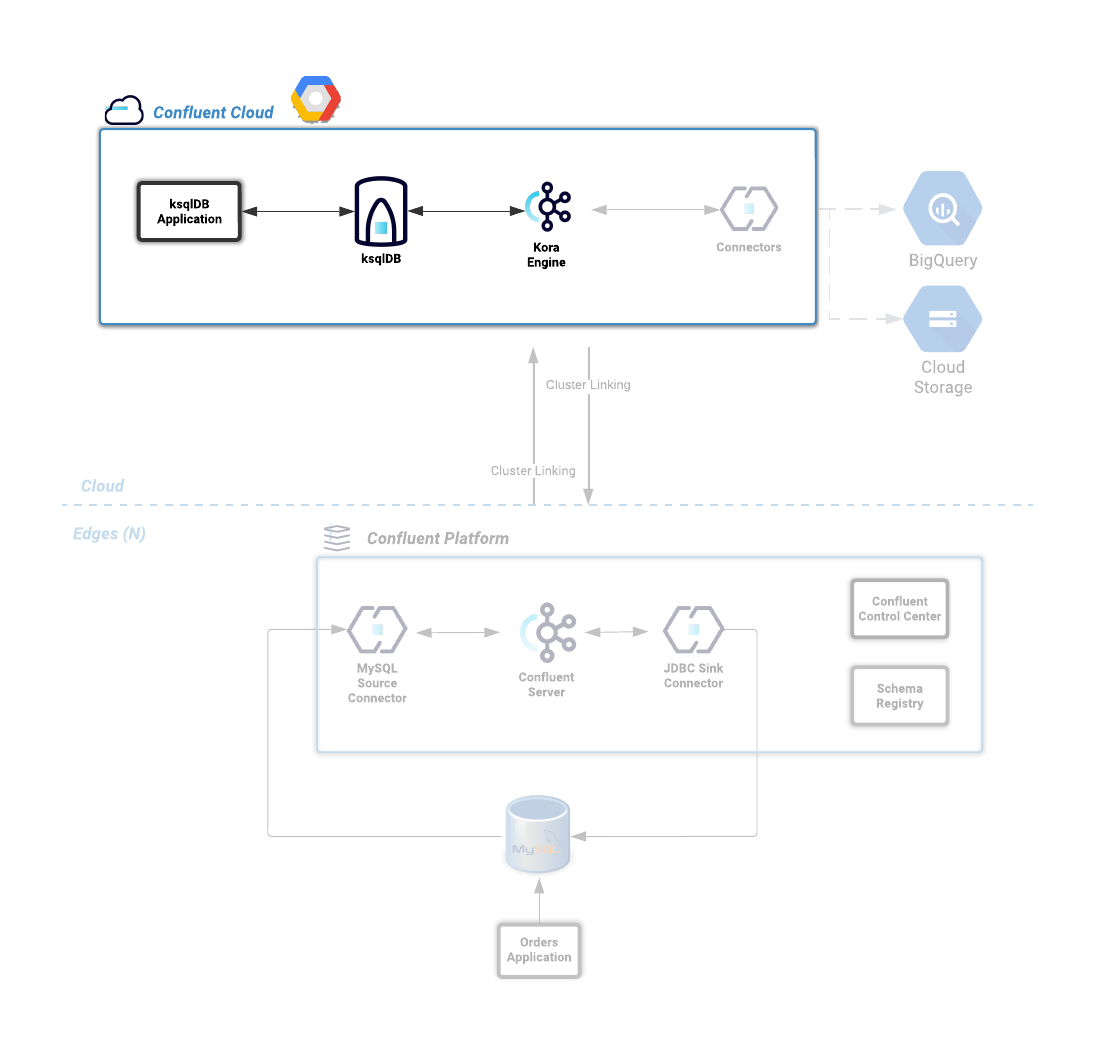 Confluent Cloud
ksqlDB
Application
ksqlDB
Kora
Engine
Connectors
BigQuery
Cloud
Storage
Cluster Linking
Cluster Linking
Cloud
Edges (N)
Confluent Platform
MySQL
Source
Connector
Confluent
Server
JDBC Sink
Connector
Confluent
Control Center
Schema
Registry
MySQL
Orders
Application